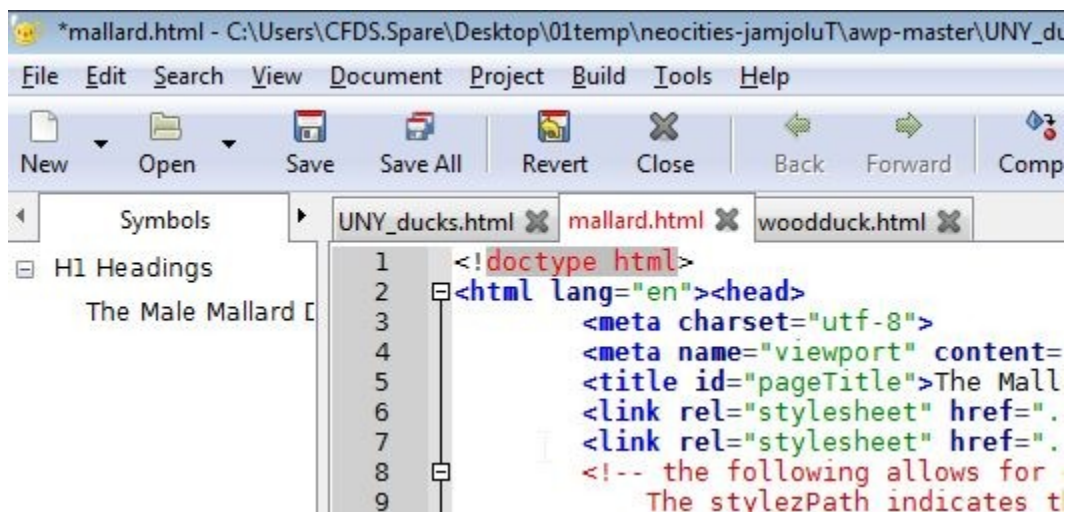 *mallard.html - C:\Users\CFDS.Spare\Desktop\01temp\neocities-jamjoluT\awp-master\UNY_du
File Edit Search View Document Project Build Tools Help
New Open Save Save All Revert Close Back Forward Comp
Symbols UNY_ducks.html mallard.html woodduck.html
H1 Headings
The Male Mallard D
1 <!doctype html>
2 <html lang="en"><head>
3 <meta charset="utf-8">
4 <meta name="viewport" content=
5 <title id="pageTitle">The Mall
6 <link rel="stylesheet" href=".
7 <link rel="stylesheet" href=".
8 <!-- the following allows for
9 The stylezPath indicates t